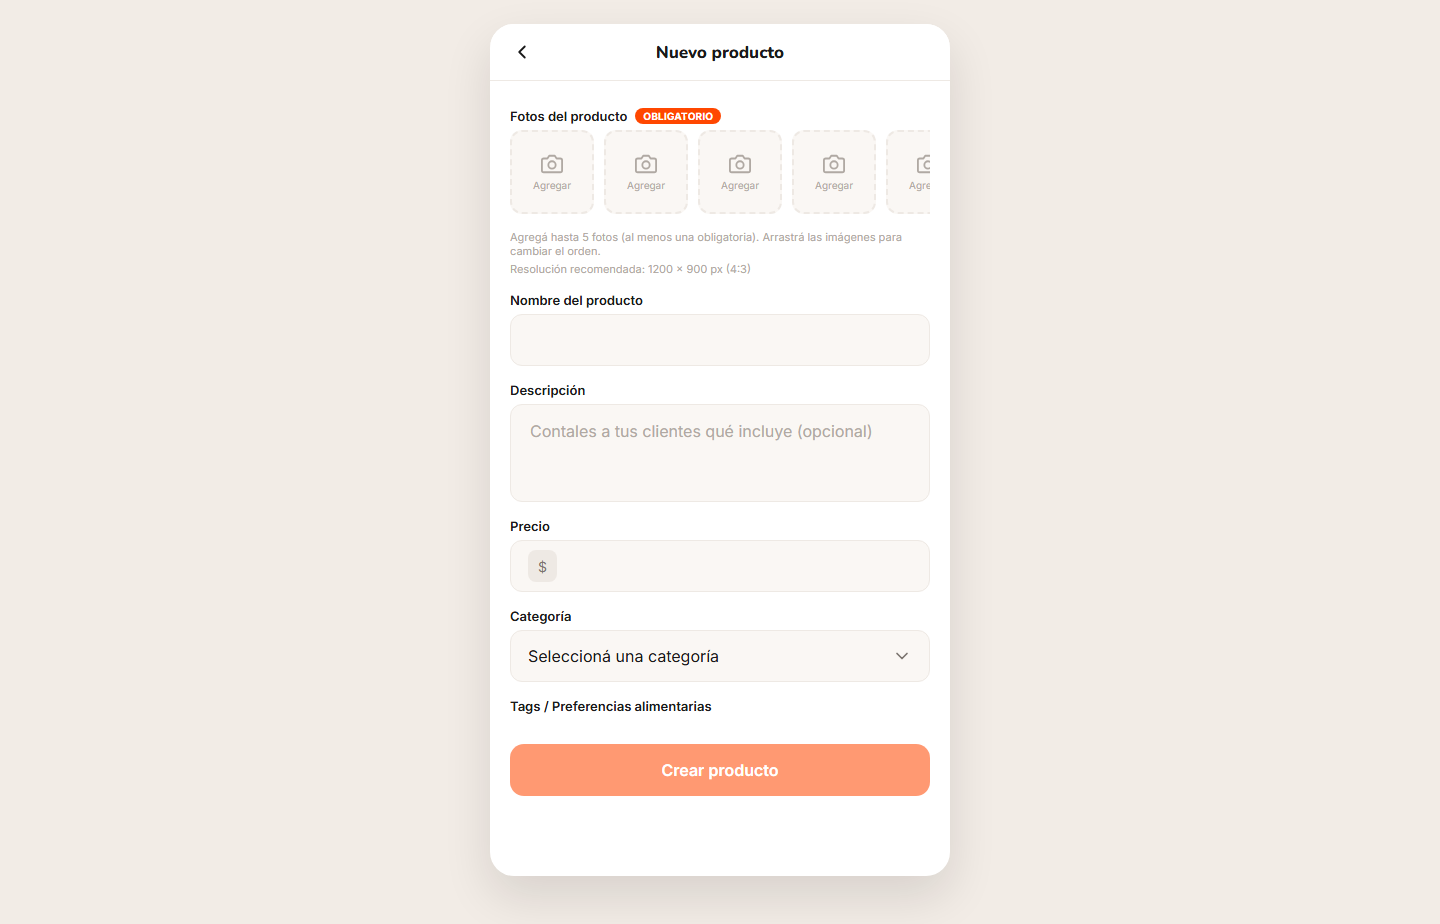 Nuevo producto
Fotos del producto OBLIGATORIO
Agregar Agregar Agregar Agregar Agre
Agregá hasta 5 fotos (al menos una obligatoria). Arrastrá las imágenes para
cambiar el orden.
Resolución recomendada: 1200 × 900 px (4:3)
Nombre del producto
Descripción
Contales a tus clientes qué incluye (opcional)
Precio
$
Categoría
Seleccioná una categoría
Tags / Preferencias alimentarias
Crear producto